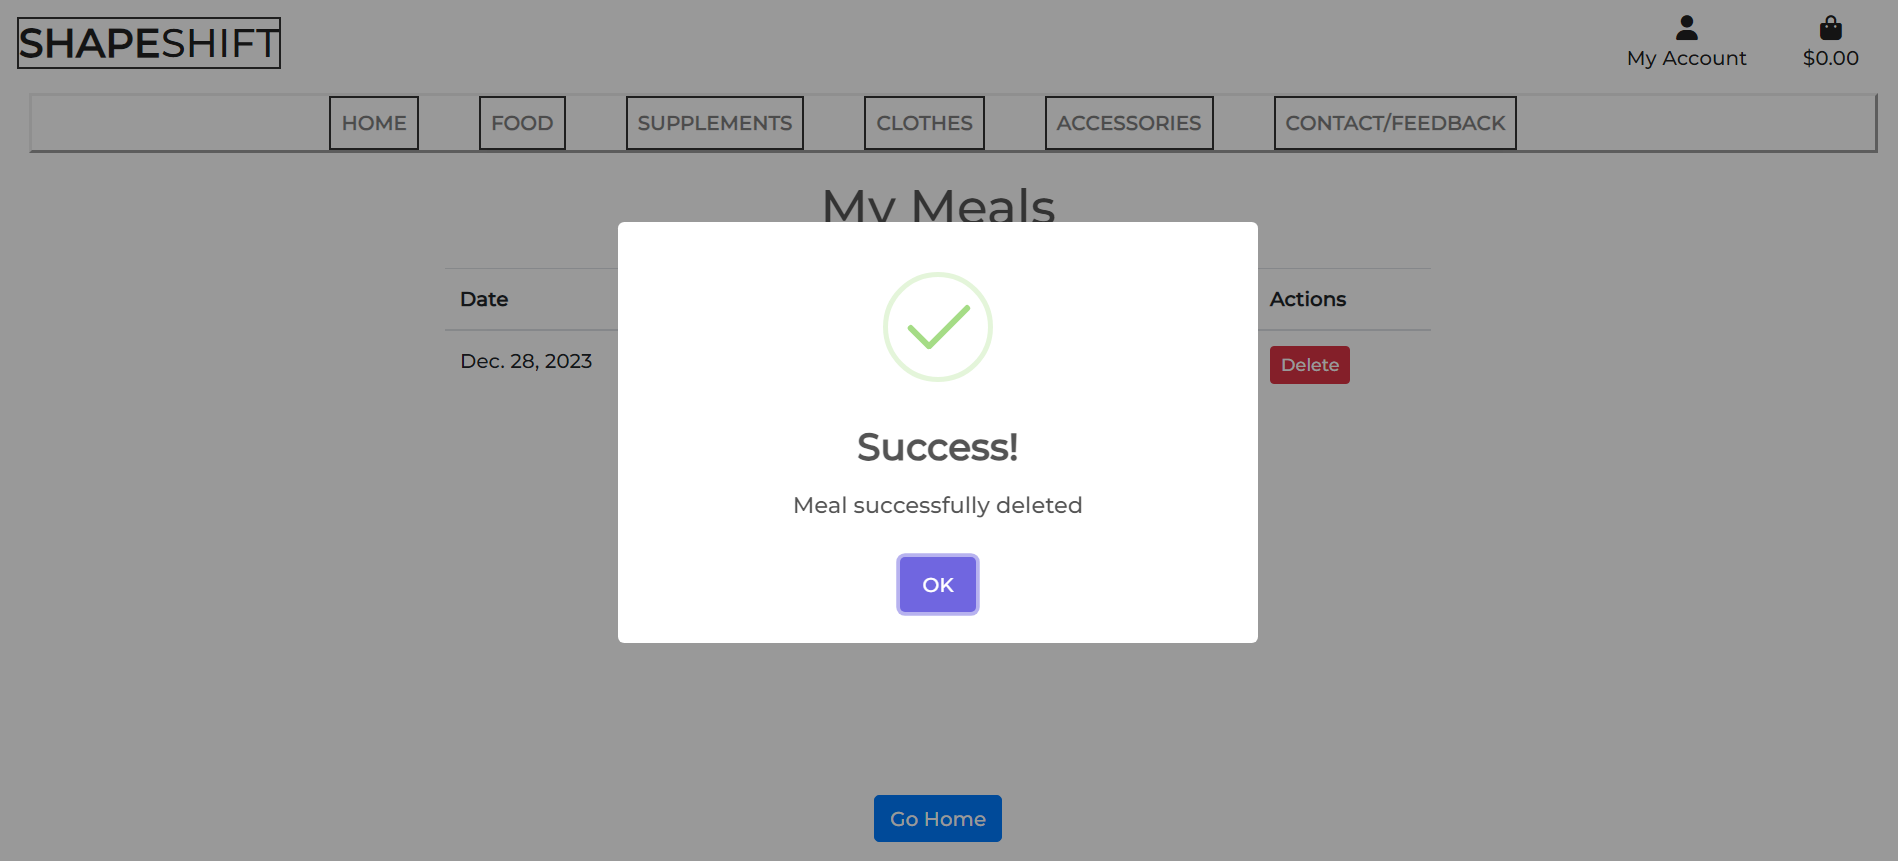 SHAPESHIFT
My Account
$0.00
HOME
FOOD
SUPPLEMENTS
CLOTHES
ACCESSORIES
CONTACT/FEEDBACK
My Meals
Date
Actions
Dec. 28, 2023
Delete
Success!
Meal successfully deleted
OK
Go Home